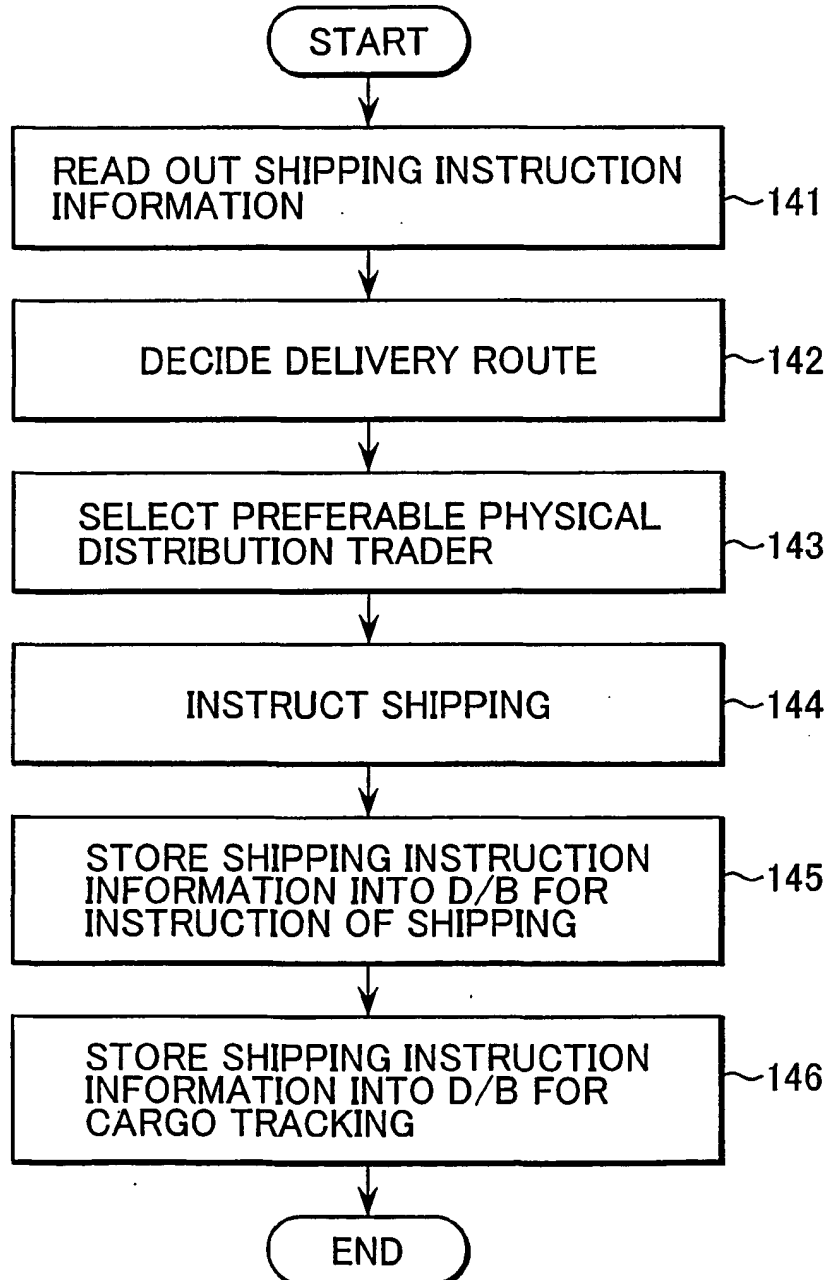 START
READ OUT SHIPPING INSTRUCTION
INFORMATION
141
DECIDE DELIVERY ROUTE
142
SELECT PREFERABLE PHYSICAL
DISTRIBUTION TRADER
143
INSTRUCT SHIPPING
144
STORE SHIPPING INSTRUCTION
INFORMATION INTO D/B FOR
INSTRUCTION OF SHIPPING
145
STORE SHIPPING INSTRUCTION
INFORMATION INTO D/B FOR
CARGO TRACKING
146
END